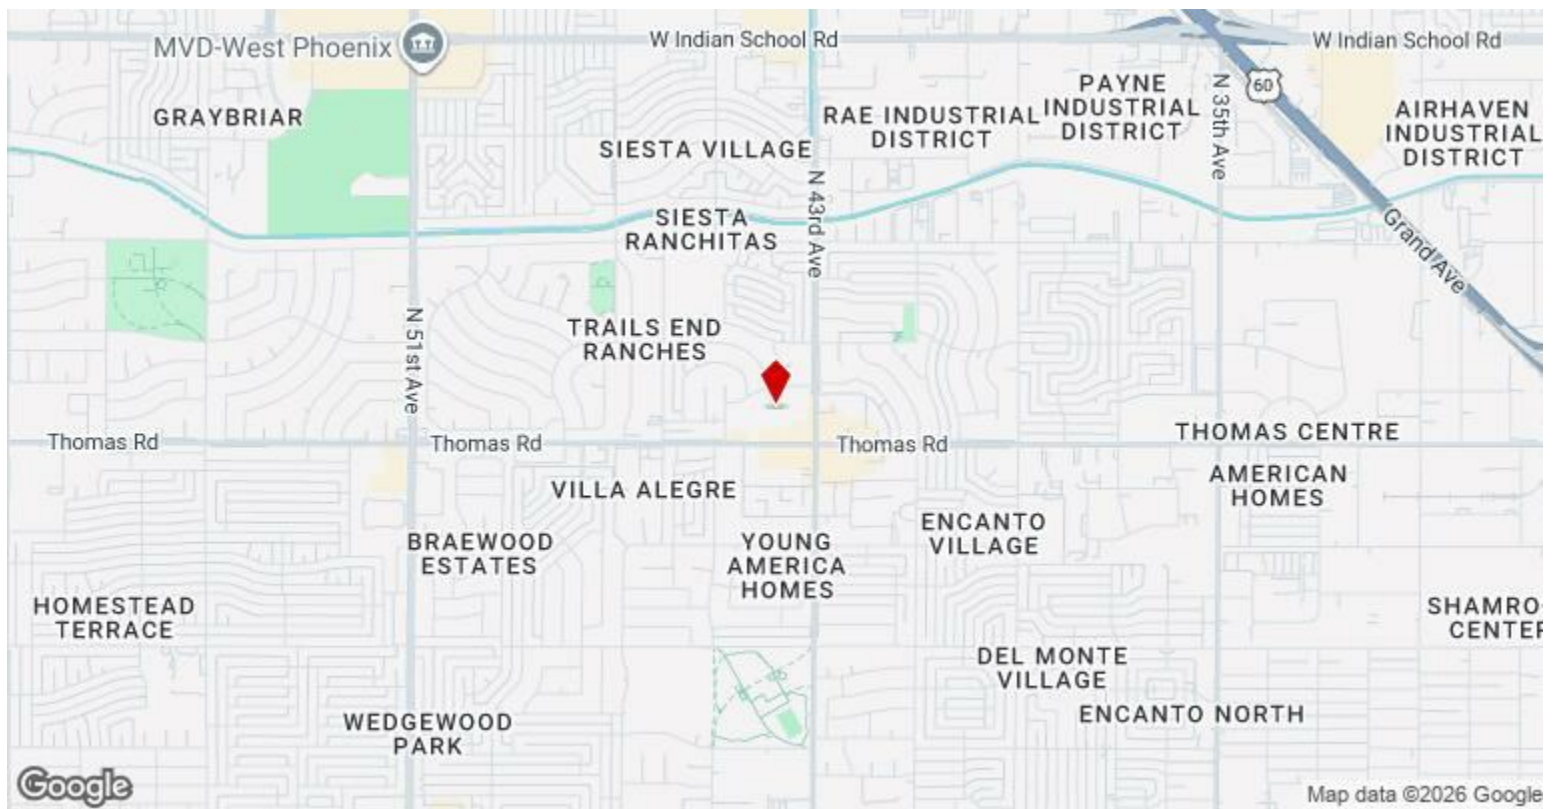 MVD-West Phoenix
W Indian School Rd
W Indian School Rd
60
GRAYBRIAR
SIESTA VILLAGE
RAE INDUSTRIAL
DISTRICT
PAYNE
INDUSTRIAL
DISTRICT
N 35th Ave
AIRHAVEN
INDUSTRIAL
DISTRICT
SIESTA
RANCHITAS
N 43rd Ave
Grand Ave
N 51st Ave
TRAILS END
RANCHES
Thomas Rd
Thomas Rd
Thomas Rd
THOMAS CENTRE
AMERICAN
HOMES
VILLA ALEGRE
BRAEWOOD
ESTATES
YOUNG
AMERICA
HOMES
ENCANTO
VILLAGE
HOMESTEAD
TERRACE
SHAMRO
CENTER
DEL MONTE
VILLAGE
WEDGEWOOD
PARK
ENCANTO NORTH
Google
Map data ©2026 Google